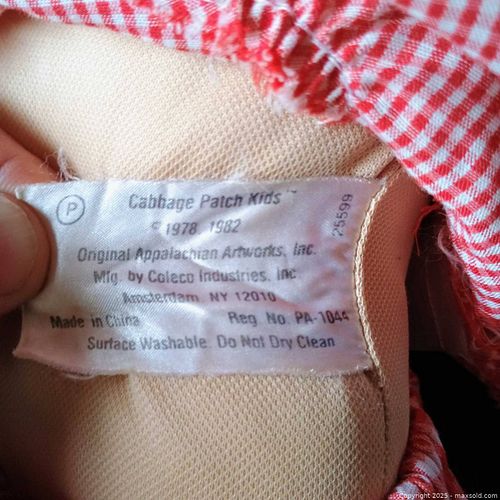 P
Cabbage Patch Kids™
© 1978, 1982
Original Appalachian Artworks, Inc.
Mfg. by Coleco Industries, Inc.
Amsterdam, NY 12010
Made in China Reg. No. PA-1044
Surface Washable. Do Not Dry Clean
25599
Copyright 2025 - maxsold.com